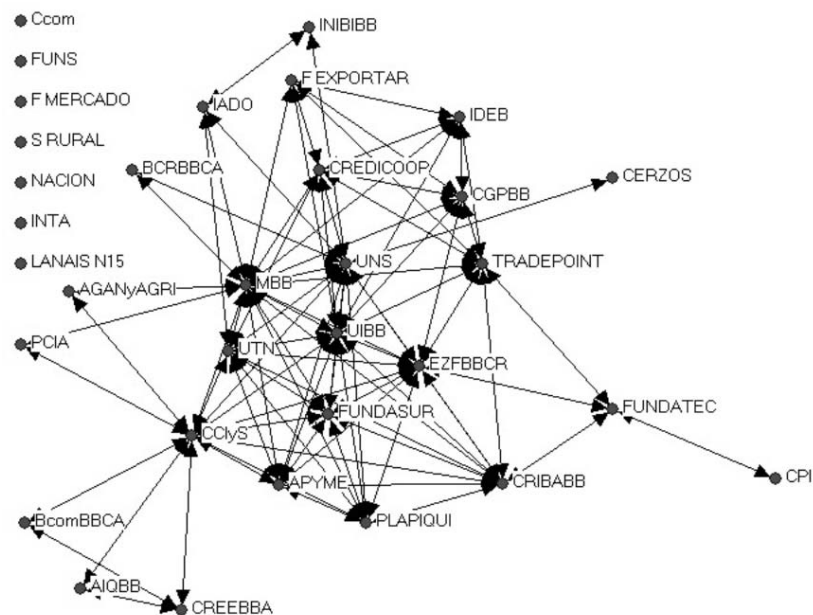 Ccom
INIBIBB
FUNS
F EXPORTAR
F MERCADO
IADO
IDEB
S RURAL
BCRBBCA
CREDICOOP
CERZOS
NACION
CGPBB
INTA
LANAIS N15
UNS
TRADEPOINT
MBB
AGANyAGRI
UIBB
PCIA
UTN
EZFBBCR
FUNDASUR
FUNDATEC
CCIyS
APYME
CRIBABB
CPI
BcomBBCA
PLAPIQUI
AIQBB
CREEBBA